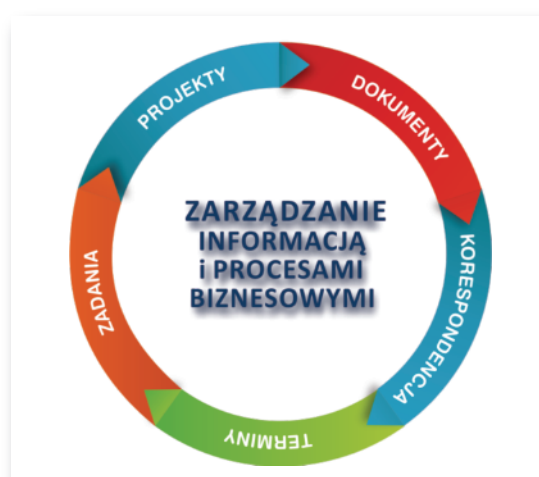 PROJEKTY
DOKUMENTY
KORESPONDENCJA
TERMINY
ZADANIA
ZARZĄDZANIE
INFORMACJĄ
i PROCESAMI
BIZNESOWYMI